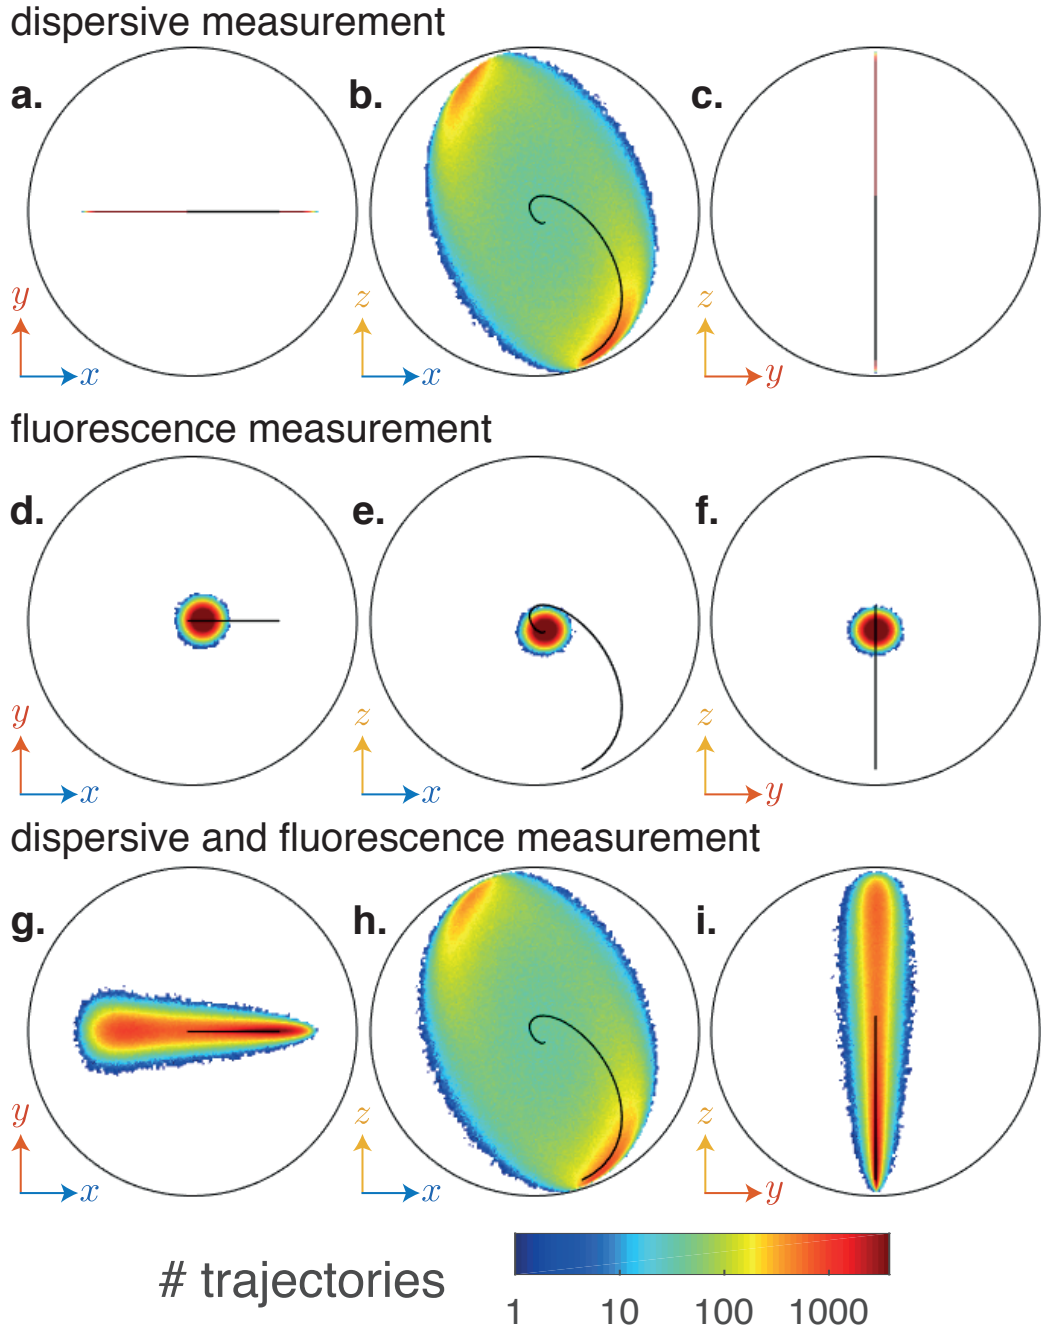 dispersive measurement
a. b. c.
y z z
x x y
fluorescence measurement
d. e. f.
y z z
x x y
dispersive and fluorescence measurement
g. h. i.
y z z
x x y
# trajectories
1 10 100 1000